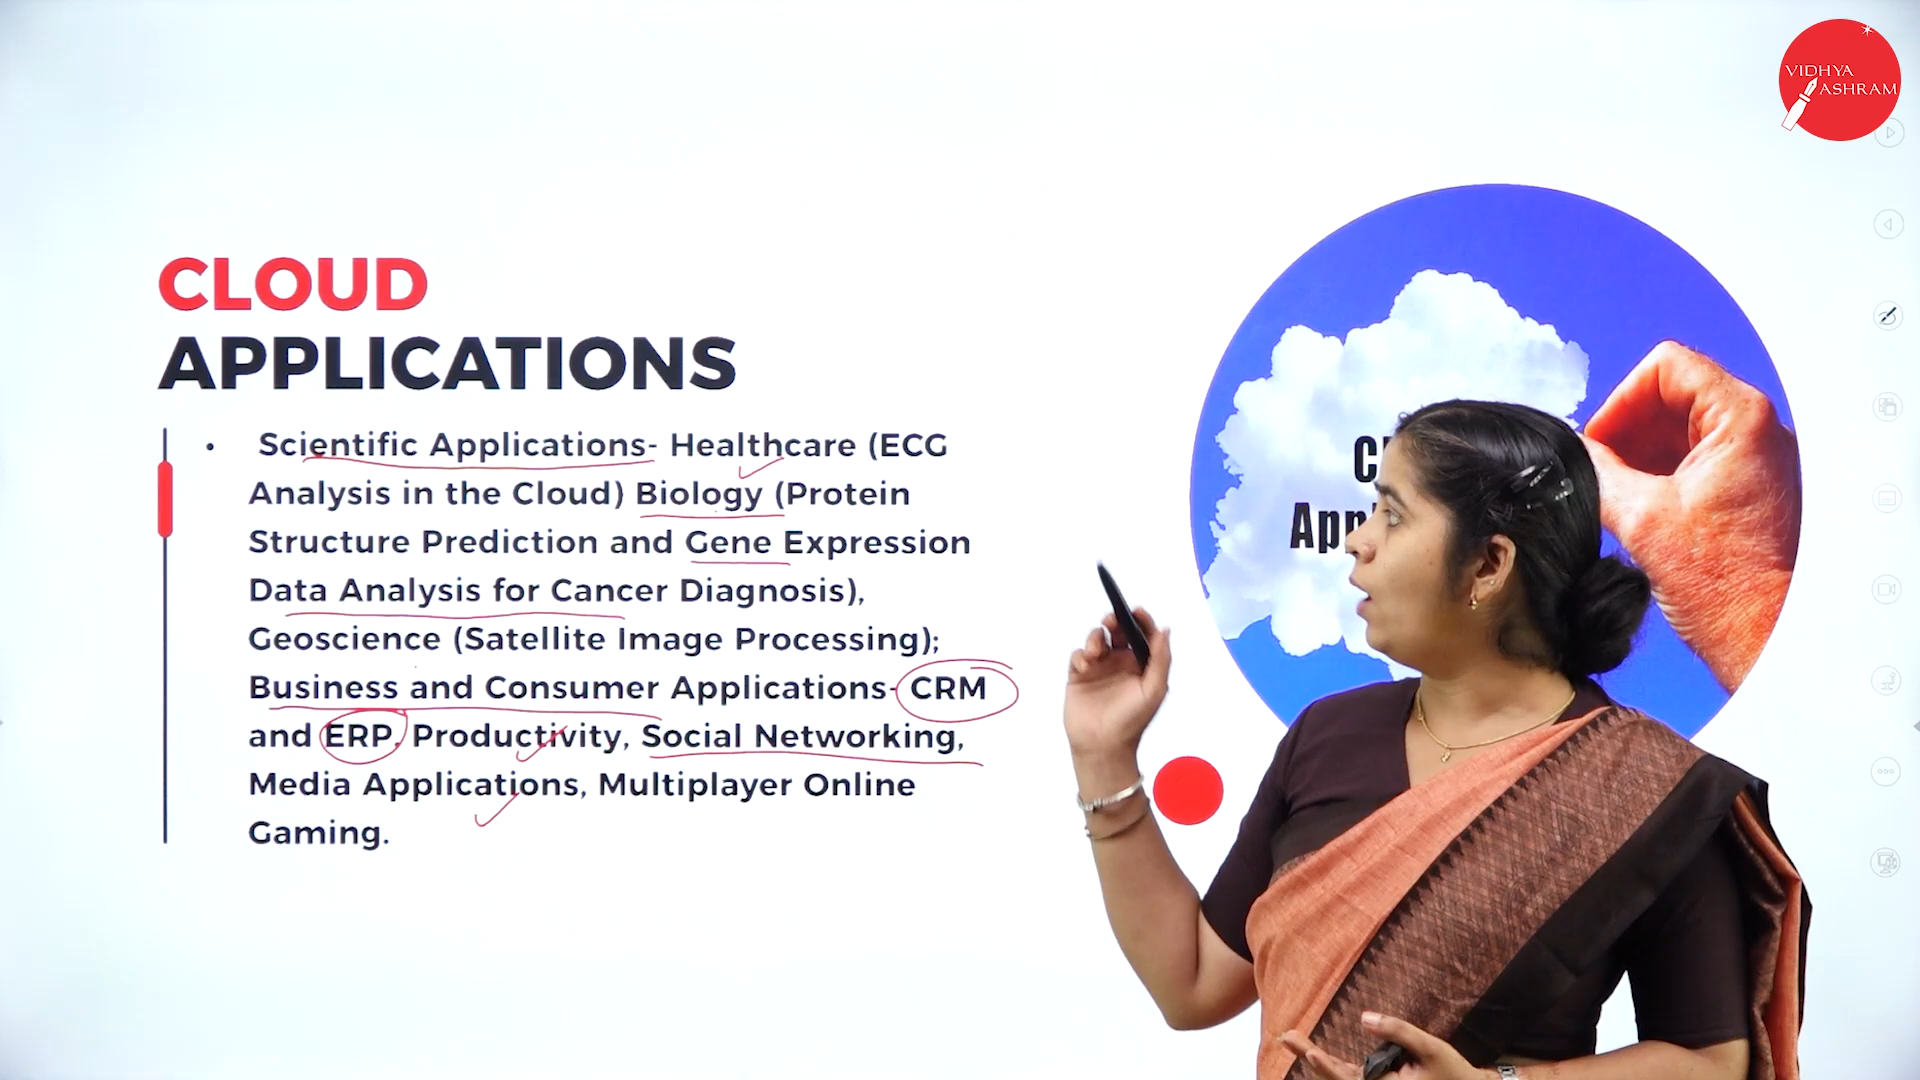 VIDHYA
ASHRAM
CLOUD
APPLICATIONS
• Scientific Applications- Healthcare (ECG
Analysis in the Cloud) Biology (Protein
Structure Prediction and Gene Expression
Data Analysis for Cancer Diagnosis),
Geoscience (Satellite Image Processing);
Business and Consumer Applications- CRM
and ERP, Productivity, Social Networking,
Media Applications, Multiplayer Online
Gaming.